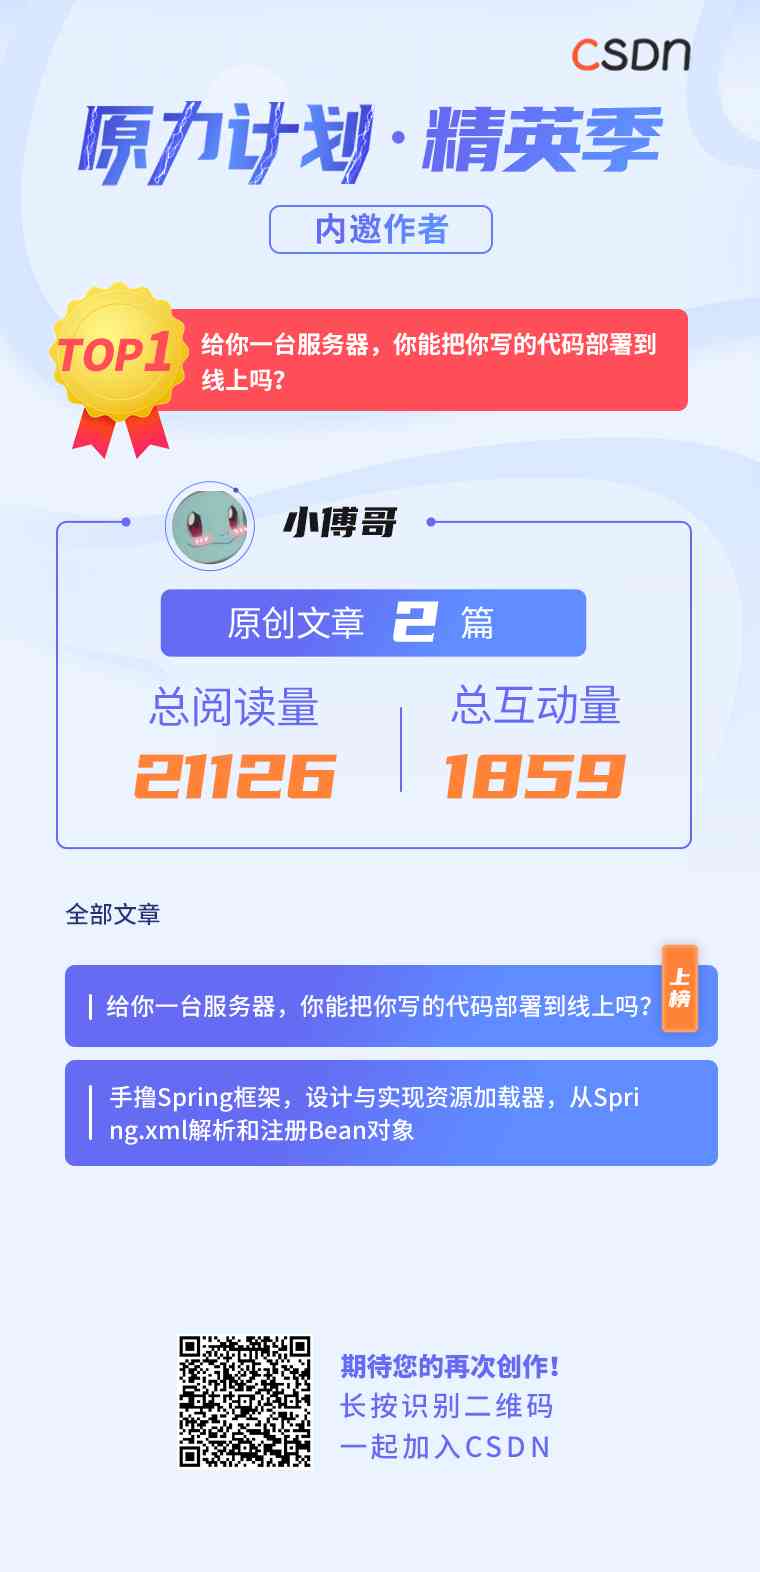 CSDN
原力计划·精英季
内邀作者
TOP1
给你一台服务器，你能把你写的代码部署到
线上吗？
小傅哥
原创文章 2 篇
总阅读量 总互动量
21126 1859
全部文章
给你一台服务器，你能把你写的代码部署到线上吗？
上榜
手撸Spring框架，设计与实现资源加载器，从Spri
ng.xml解析和注册Bean对象
期待您的再次创作！
长按识别二维码
一起加入CSDN